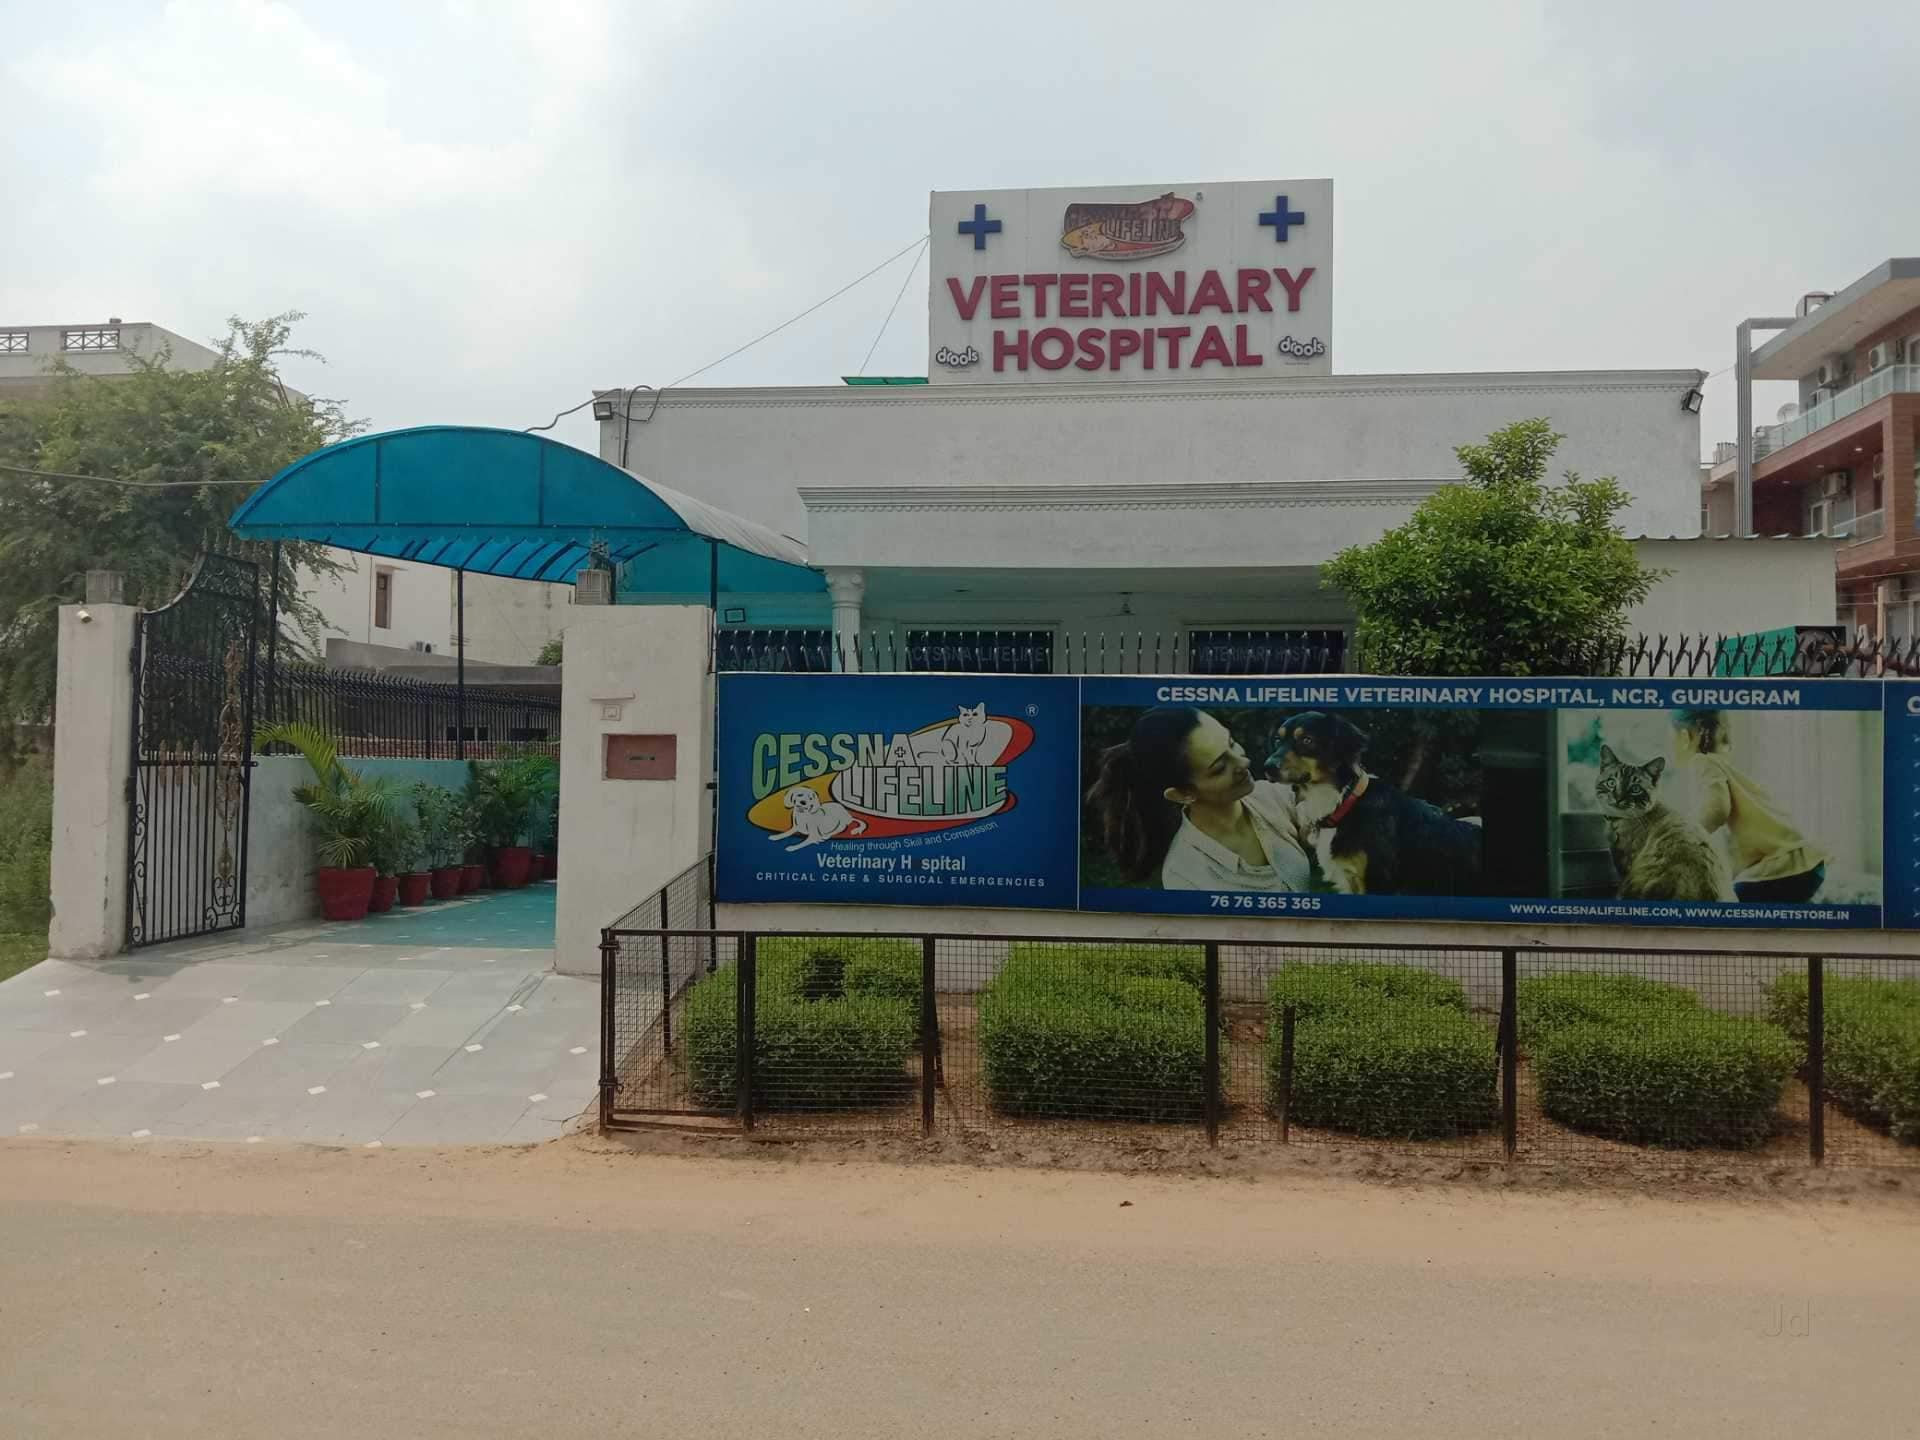 CESSNA
LIFELINE
VETERINARY
HOSPITAL
drools
drools
CESSNA LIFELINE
VETERINARY HOSPITAL
CESSNA
LIFELINE
®
Healing through Skill and Compassion
Veterinary H spital
CRITICAL CARE & SURGICAL EMERGENCIES
CESSNA LIFELINE VETERINARY HOSPITAL, NCR, GURUGRAM
76 76 365 365
WWW.CESSNALIFELINE.COM, WWW.CESSNAPETSTORE.IN
C
Jd